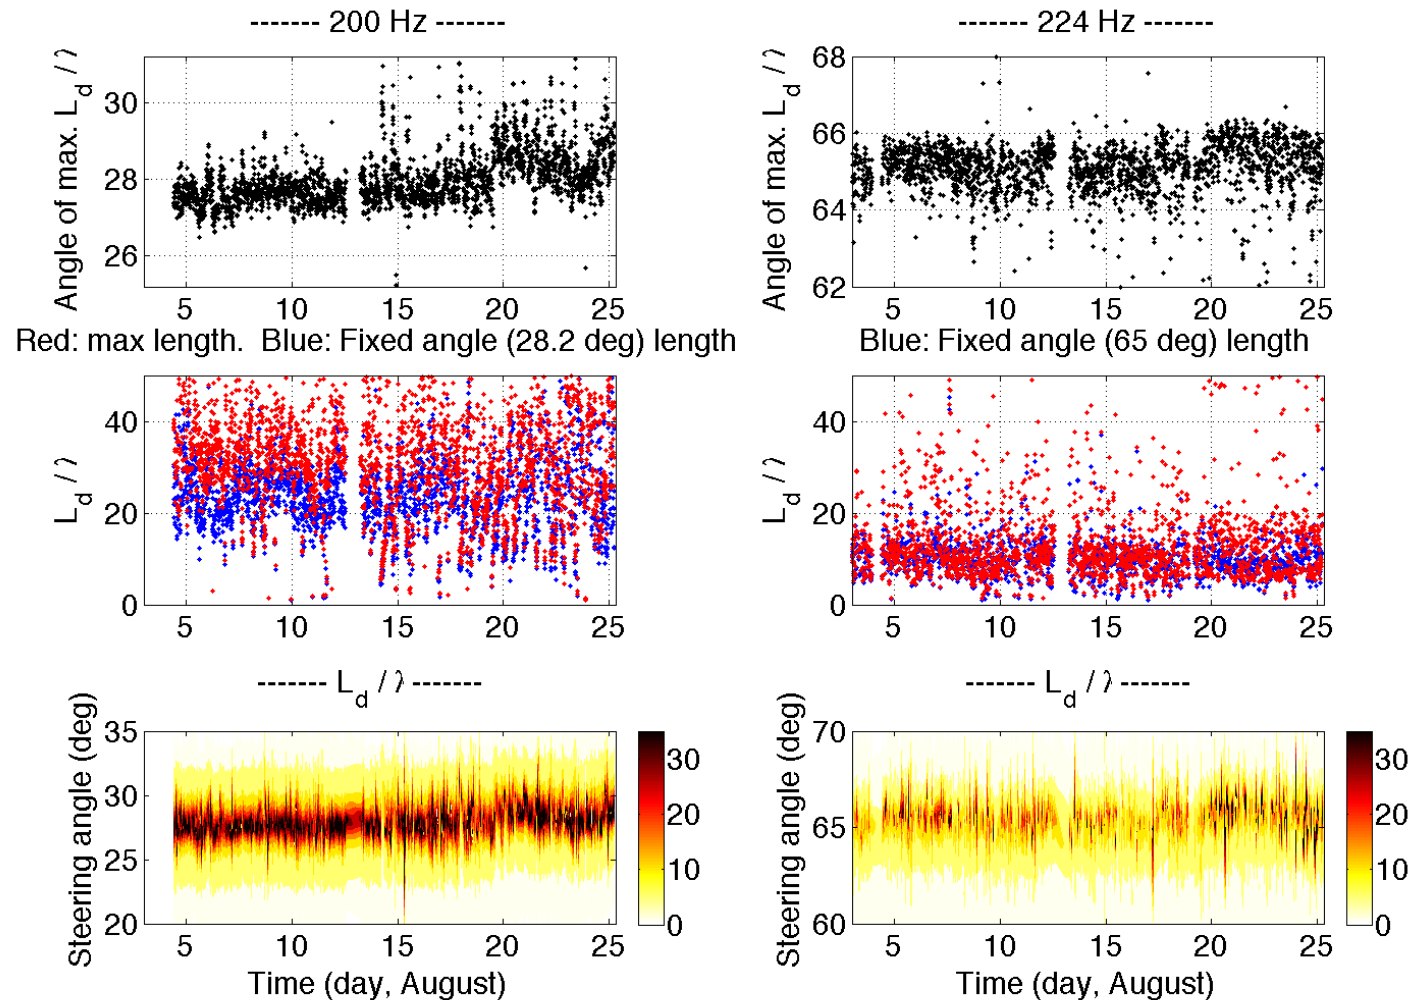 ------- 200 Hz -------
------- 224 Hz -------
Angle of max. L_d / λ
30
28
26
5 10 15 20 25
Angle of max. L_d / λ
68
66
64
62
5 10 15 20 25
Red: max length. Blue: Fixed angle (28.2 deg) length
Blue: Fixed angle (65 deg) length
L_d / λ
40
20
0
5 10 15 20 25
L_d / λ
40
20
0
5 10 15 20 25
------- L_d / λ -------
------- L_d / λ -------
Steering angle (deg)
35
30
25
20
5 10 15 20 25
Time (day, August)
30
20
10
0
Steering angle (deg)
70
65
60
5 10 15 20 25
Time (day, August)
30
20
10
0